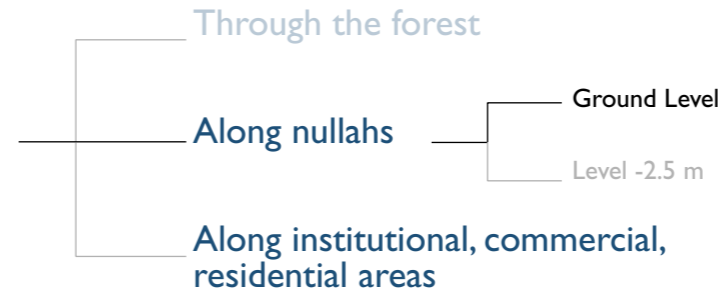 Through the forest
Ground Level
Along nullahs
Level -2.5 m
Along institutional, commercial,
residential areas